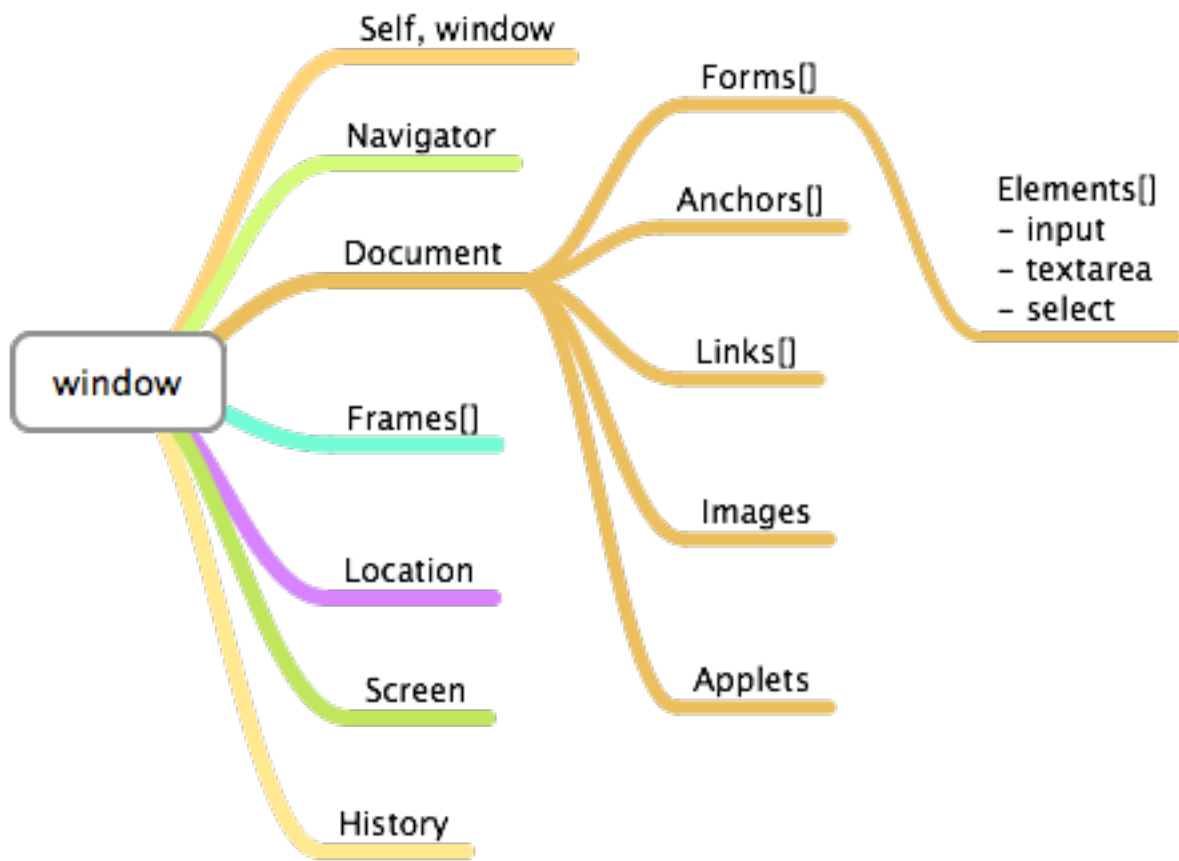 window
Self, window
Navigator
Document
Forms[]
Elements[]
- input
- textarea
- select
Anchors[]
Links[]
Images
Applets
Frames[]
Location
Screen
History